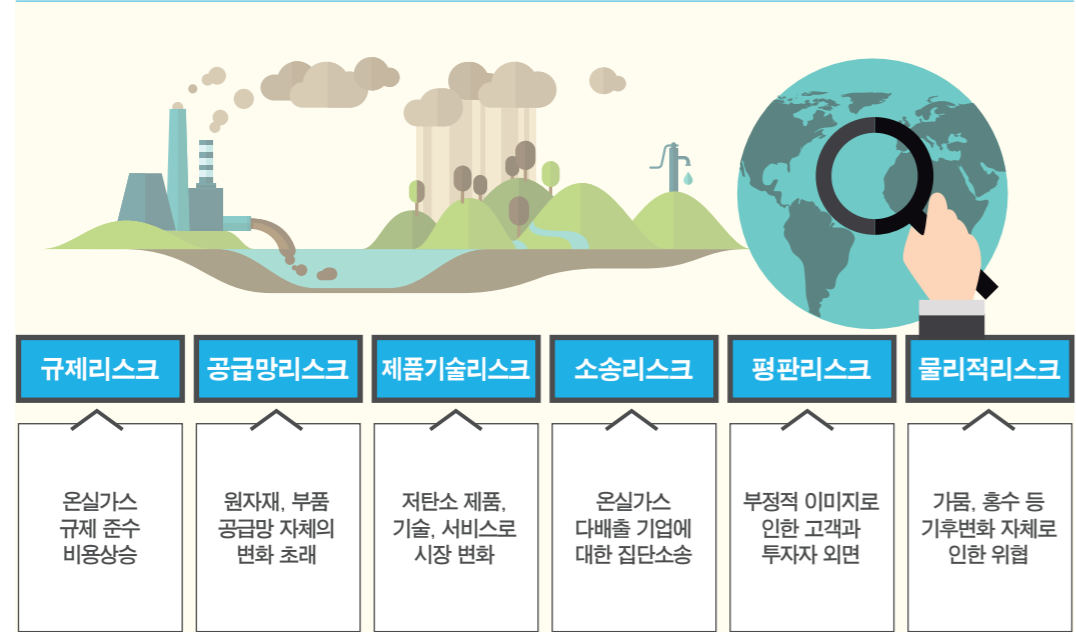 규제리스크
공급망리스크
제품기술리스크
소송리스크
평판리스크
물리적리스크
온실가스
규제 준수
비용상승
원자재, 부품
공급망 자체의
변화 초래
저탄소 제품,
기술, 서비스로
시장 변화
온실가스
다배출 기업에
대한 집단소송
부정적 이미지로
인한 고객과
투자자 외면
가뭄, 홍수 등
기후변화 자체로
인한 위협